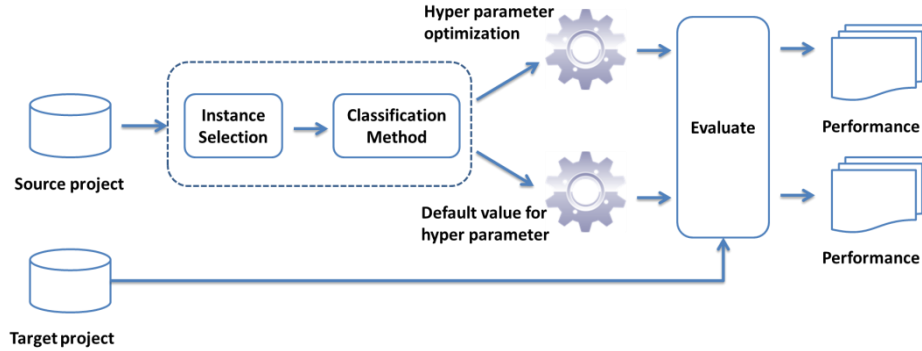 Hyper parameter
optimization
Instance
Selection
Classification
Method
Evaluate
Performance
Source project
Default value for
hyper parameter
Performance
Target project